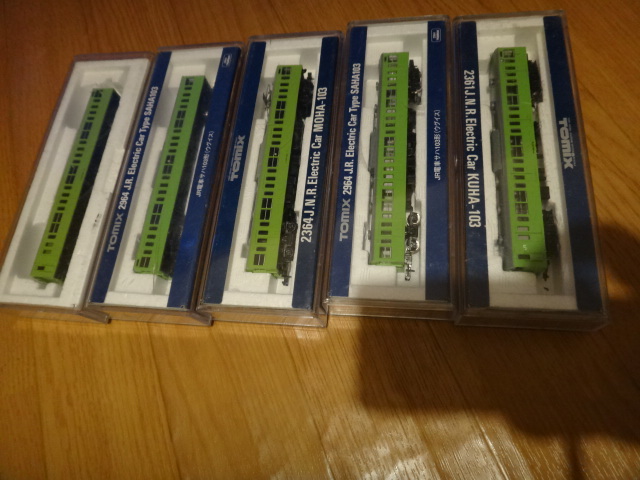 TOMIX 2964 J.R. Electric Car Type SAHA103
JR電車サハ103形(ウグイス)
TOMIX
2364 J.N.R. Electric Car MOHA-103
TOMIX 2964 J.R. Electric Car Type SAHA103
JR電車サハ103形(ウグイス)
2361 J.N.R. Electric Car KUHA-103
TOMIX